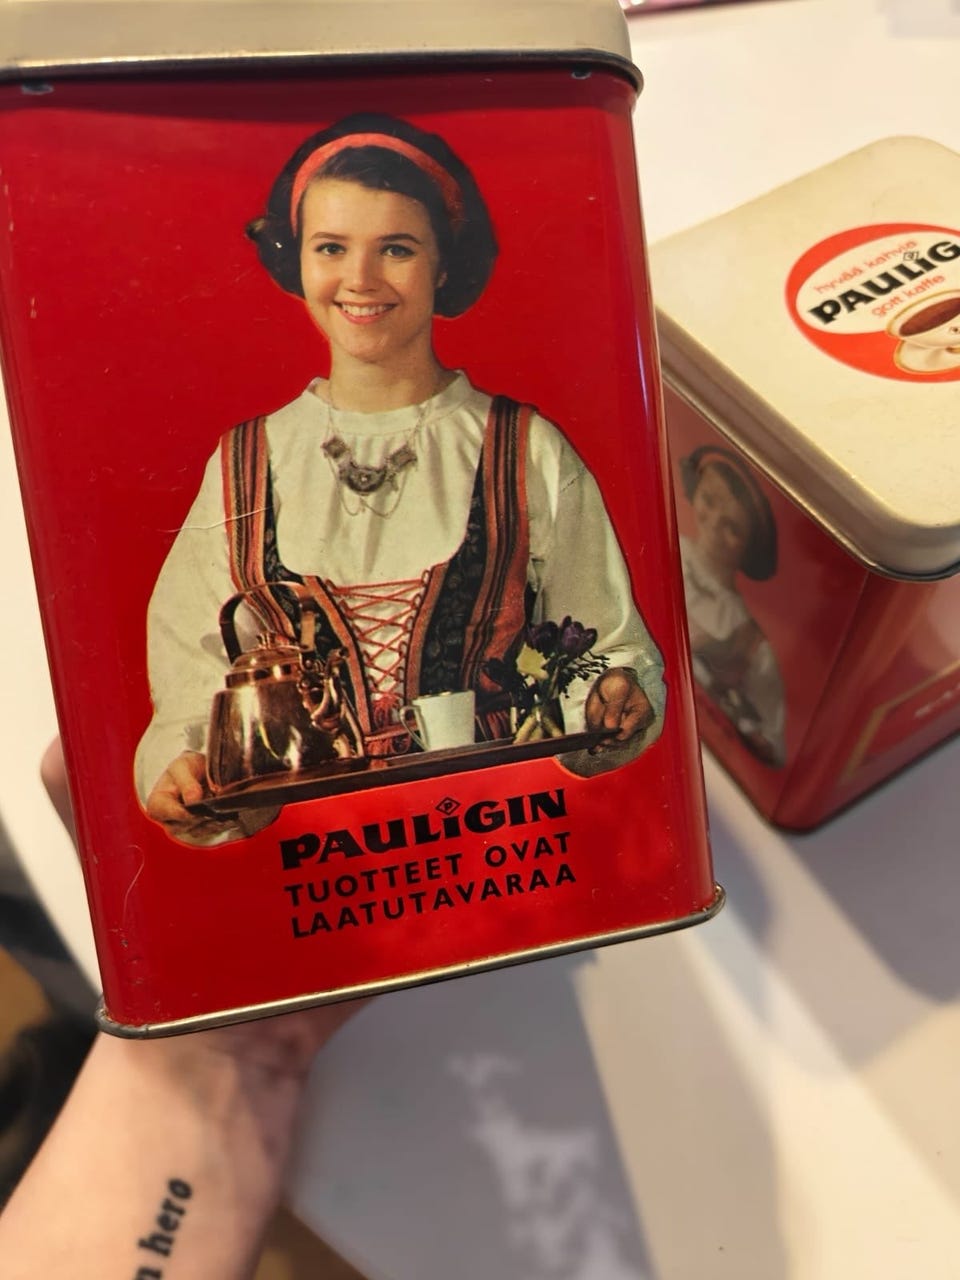 PAULIGIN
TUOTTEET OVAT
LAATUTAVARAA
hyvää kahvia
PAULIG
gott kaffe
hero